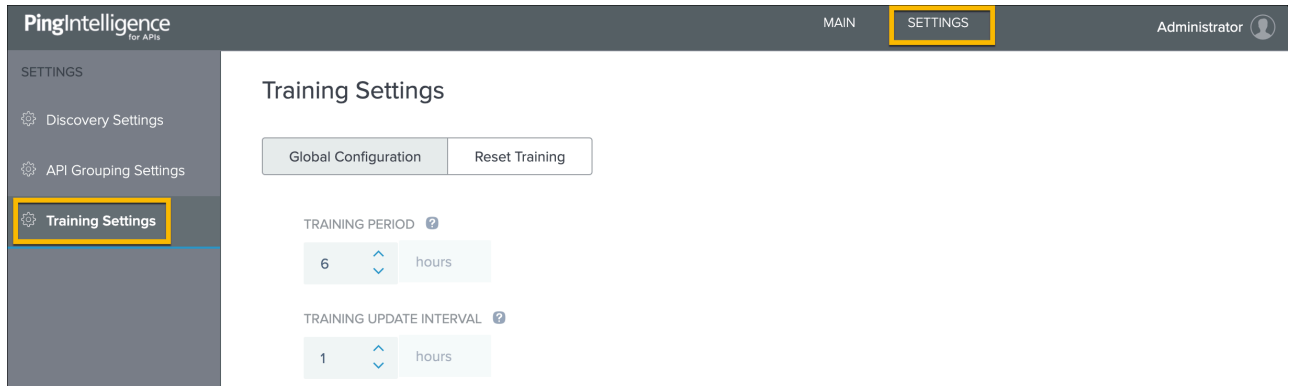 PingIntelligence
for APIs
MAIN
SETTINGS
Administrator
SETTINGS
Discovery Settings
API Grouping Settings
Training Settings
Training Settings
Global Configuration
Reset Training
TRAINING PERIOD ?
6 hours
TRAINING UPDATE INTERVAL ?
1 hours